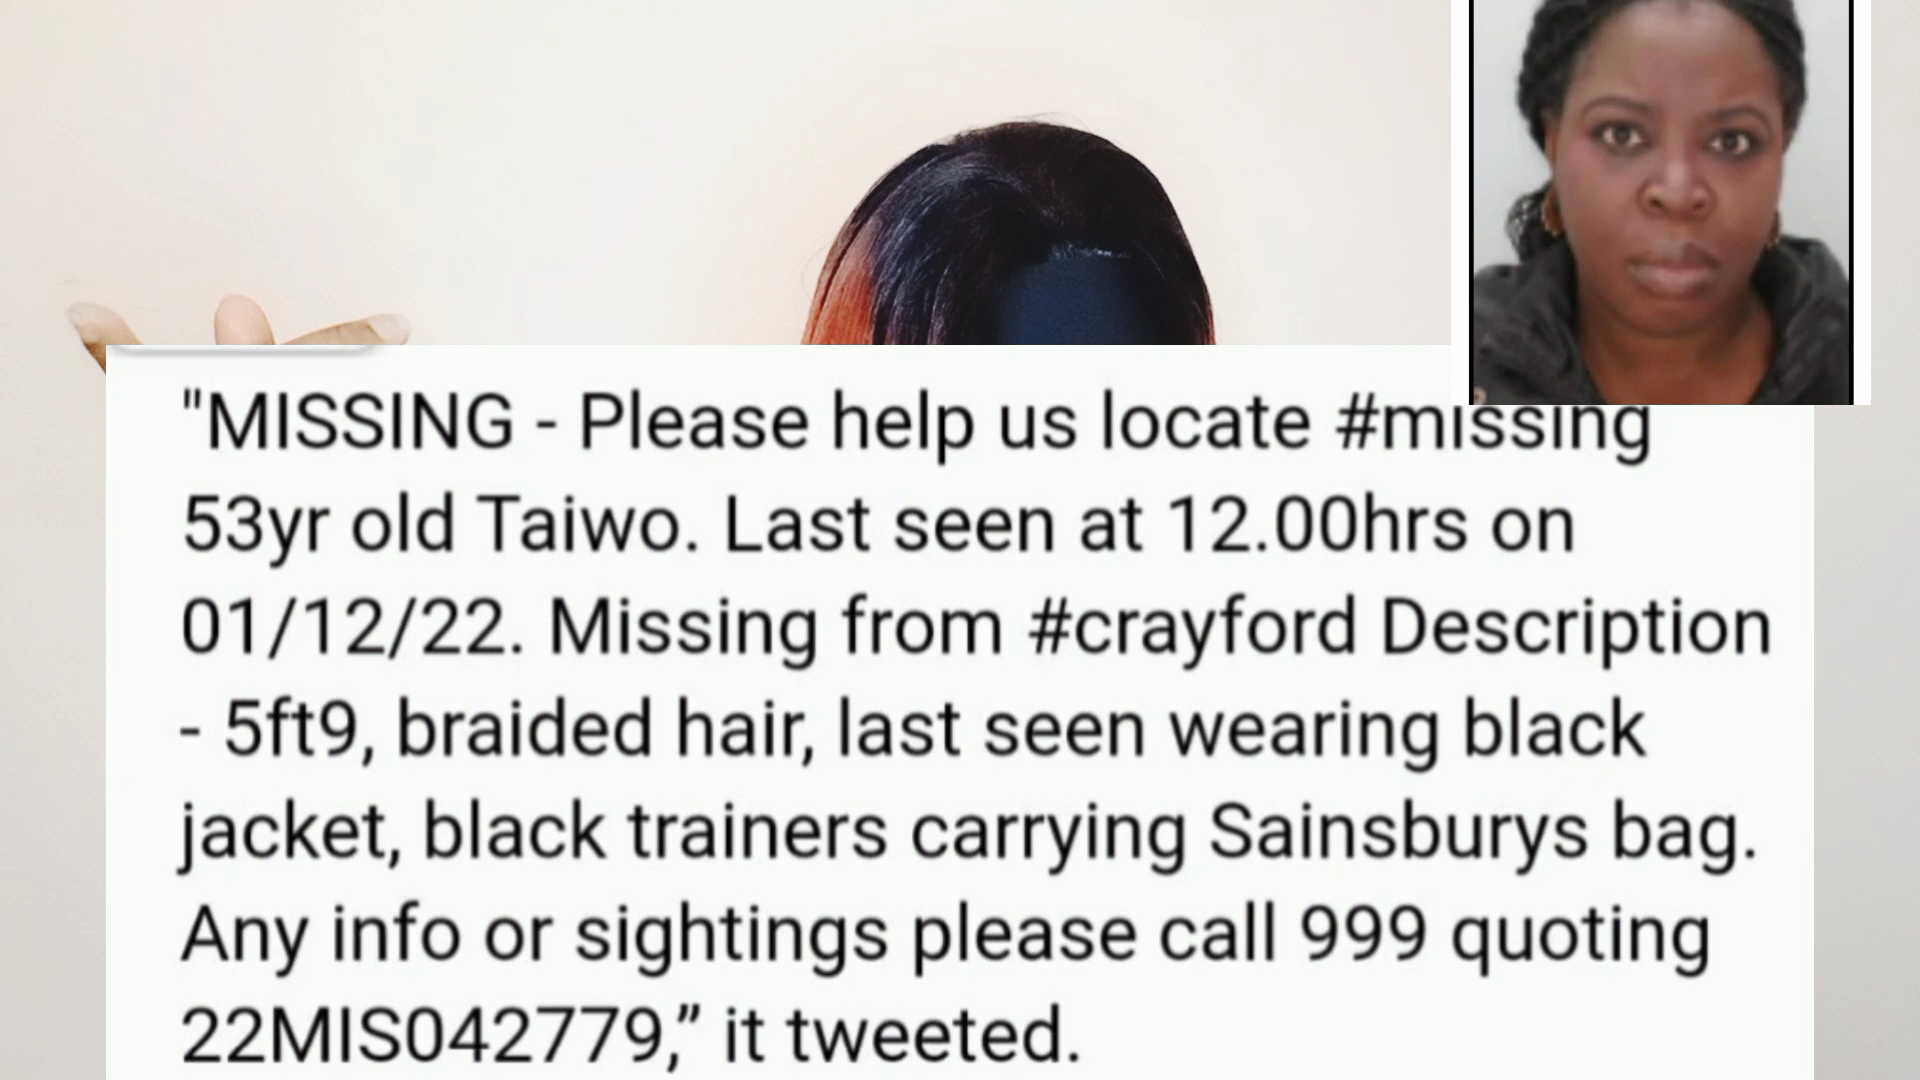 "MISSING - Please help us locate #missing
53yr old Taiwo. Last seen at 12.00hrs on
01/12/22. Missing from #crayford Description
- 5ft9, braided hair, last seen wearing black
jacket, black trainers carrying Sainsburys bag.
Any info or sightings please call 999 quoting
22MIS042779,” it tweeted.